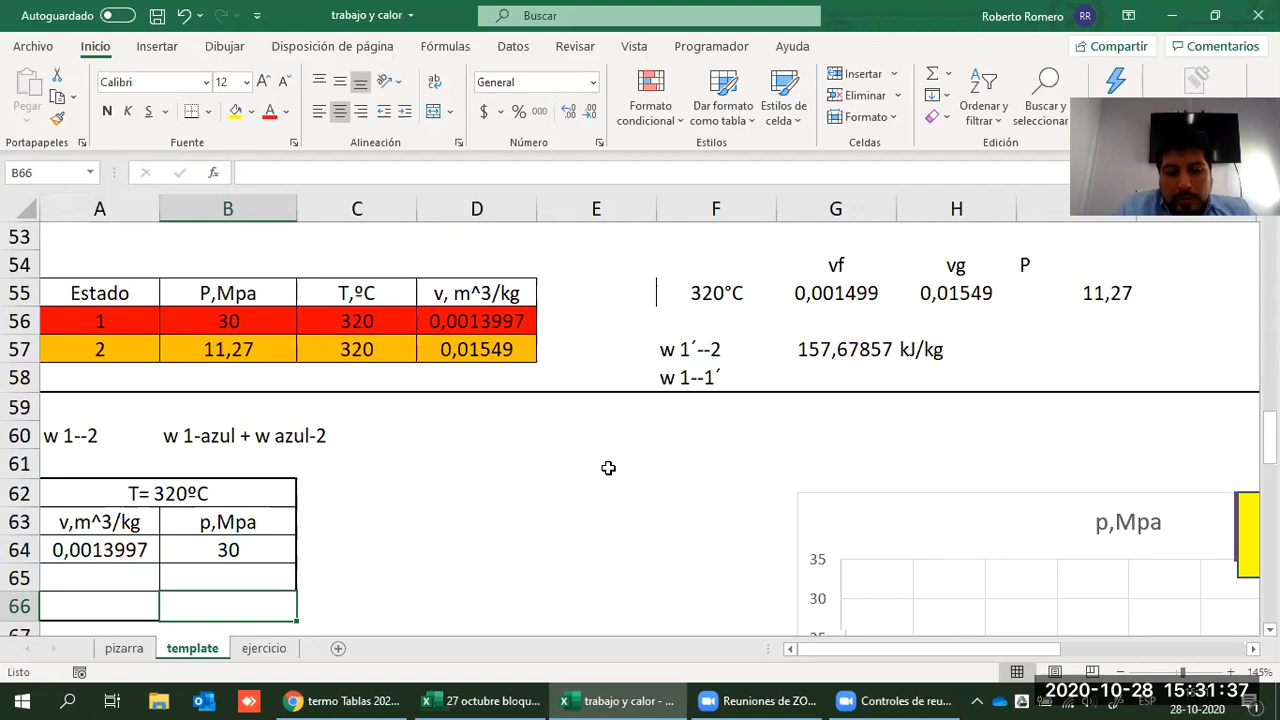 Autoguardado
trabajo y calor
Buscar
Roberto Romero RR
Archivo Inicio Insertar Dibujar Disposición de página Fórmulas Datos Revisar Vista Programador Ayuda
Compartir Comentarios
Pegar
Calibri 12
N K S
General
$ % 000
Formato condicional
Dar formato como tabla
Estilos de celda
Insertar
Eliminar
Formato
Ordenar y filtrar
Buscar y seleccionar
Portapapeles Fuente Alineación Número Estilos Celdas Edición
B66 fx
A B C D E F G H
53
54 vf vg P
55 Estado P,Mpa T,ºC v, m^3/kg 320°C 0,001499 0,01549 11,27
56 1 30 320 0,0013997
57 2 11,27 320 0,01549 w 1´--2 157,67857 kJ/kg
58 w 1--1´
59
60 w 1--2 w 1-azul + w azul-2
61
62 T= 320ºC
63 v,m^3/kg p,Mpa
64 0,0013997 30
65
66
67
p,Mpa
35
30
25
pizarra template ejercicio
Listo
145%
termo Tablas 202...
27 octubre bloqu...
trabajo y calor - ...
Reuniones de ZO...
Controles de reu...
ESP
2020-10-28 15:31:37
28-10-2020